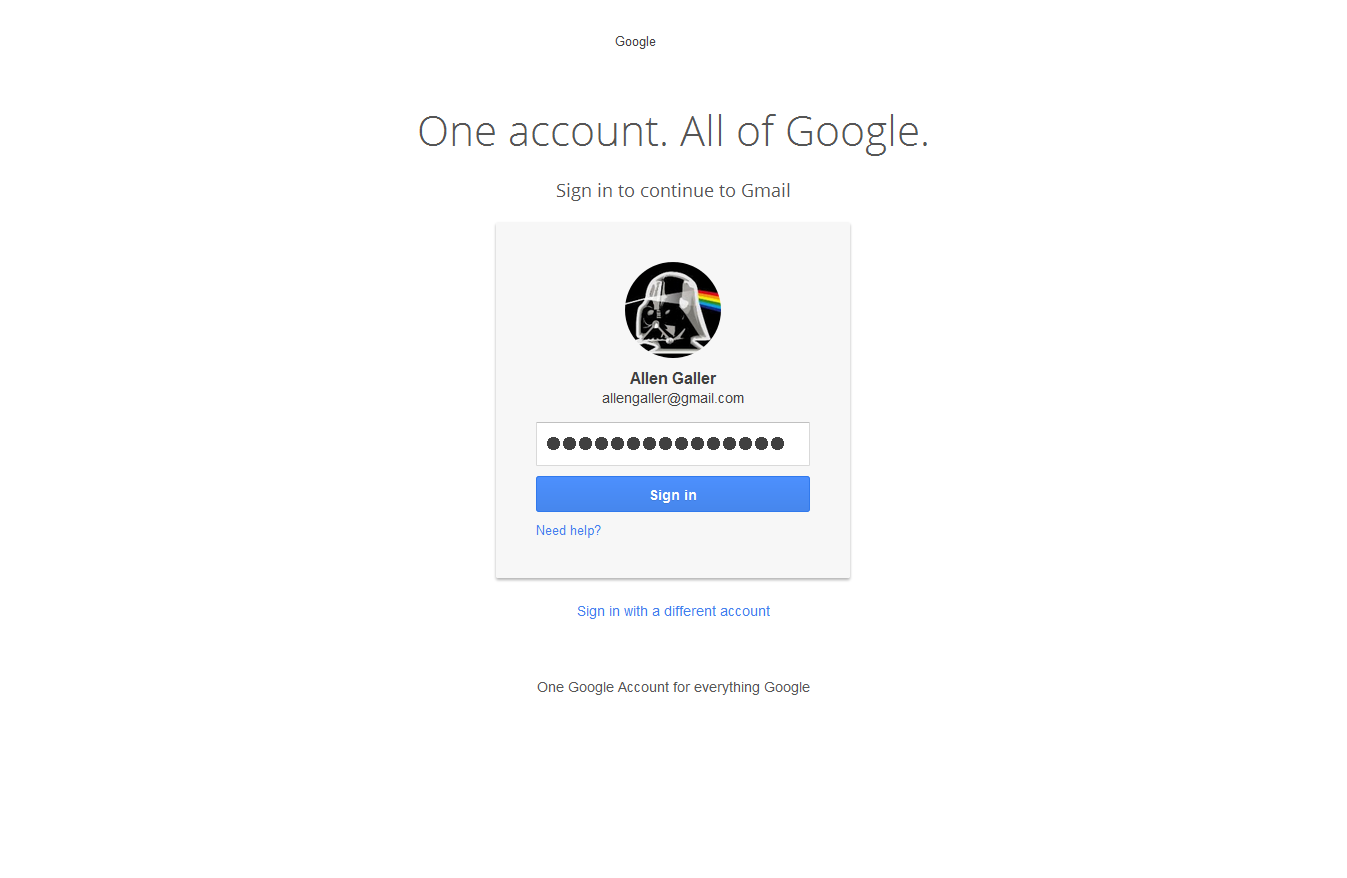 Google
One account. All of Google.
Sign in to continue to Gmail
Allen Galler
allengaller@gmail.com
Sign in
Need help?
Sign in with a different account
One Google Account for everything Google